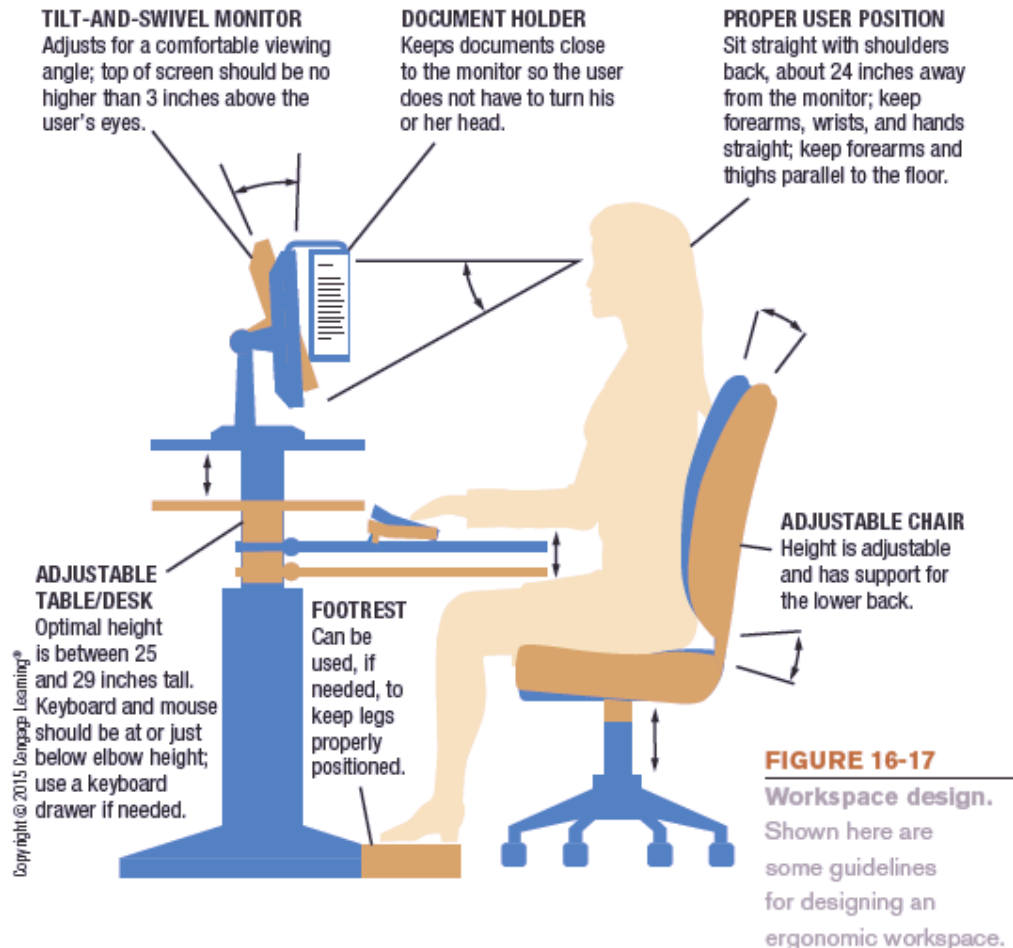 TILT-AND-SWIVEL MONITOR
Adjusts for a comfortable viewing
angle; top of screen should be no
higher than 3 inches above the
user's eyes.
DOCUMENT HOLDER
Keeps documents close
to the monitor so the user
does not have to turn his
or her head.
PROPER USER POSITION
Sit straight with shoulders
back, about 24 inches away
from the monitor; keep
forearms, wrists, and hands
straight; keep forearms and
thighs parallel to the floor.
ADJUSTABLE CHAIR
Height is adjustable
and has support for
the lower back.
ADJUSTABLE
TABLE/DESK
Optimal height
is between 25
and 29 inches tall.
Keyboard and mouse
should be at or just
below elbow height;
use a keyboard
drawer if needed.
FOOTREST
Can be
used, if
needed, to
keep legs
properly
positioned.
Copyright © 2015 Cengage Learning®
FIGURE 16-17
Workspace design.
Shown here are
some guidelines
for designing an
ergonomic workspace.